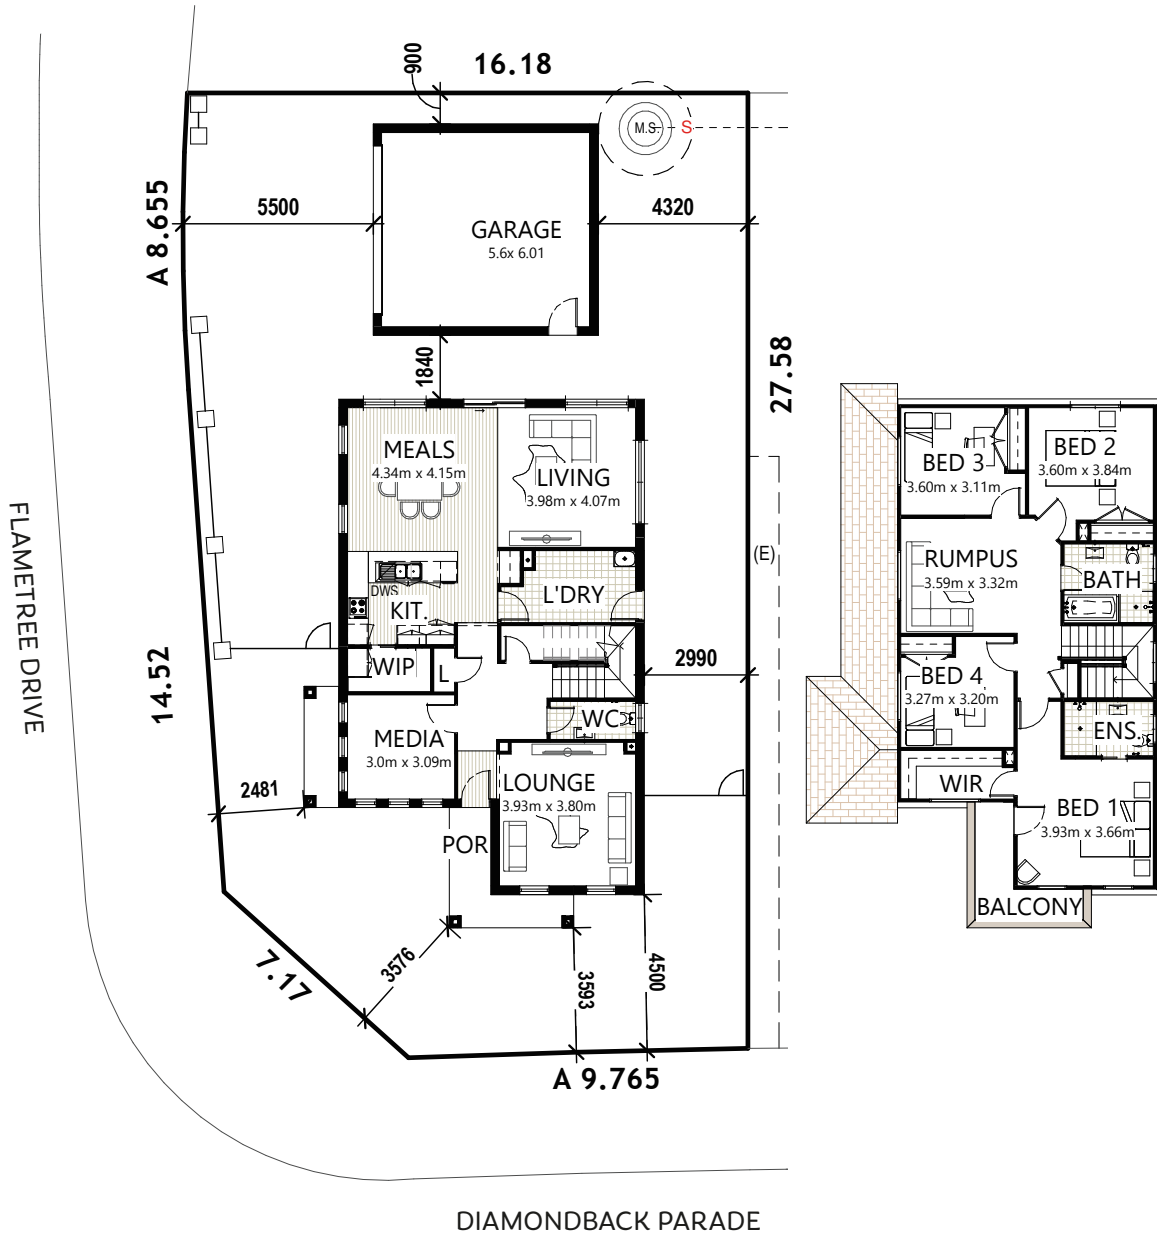 16.18
900
M.S.
S
A 8.655
5500
4320
GARAGE
5.6x 6.01
1840
27.58
MEALS
4.34m x 4.15m
LIVING
3.98m x 4.07m
(E)
DWS
KIT.
L'DRY
WIP
L
2990
WC
MEDIA
3.0m x 3.09m
LOUNGE
3.93m x 3.80m
FLAMETREE DRIVE
14.52
2481
POR
7.17
3576
3593
4500
A 9.765
BED 3
3.60m x 3.11m
BED 2
3.60m x 3.84m
RUMPUS
3.59m x 3.32m
BATH
BED 4
3.27m x 3.20m
ENS.
WIR
BED 1
3.93m x 3.66m
BALCONY
DIAMONDBACK PARADE